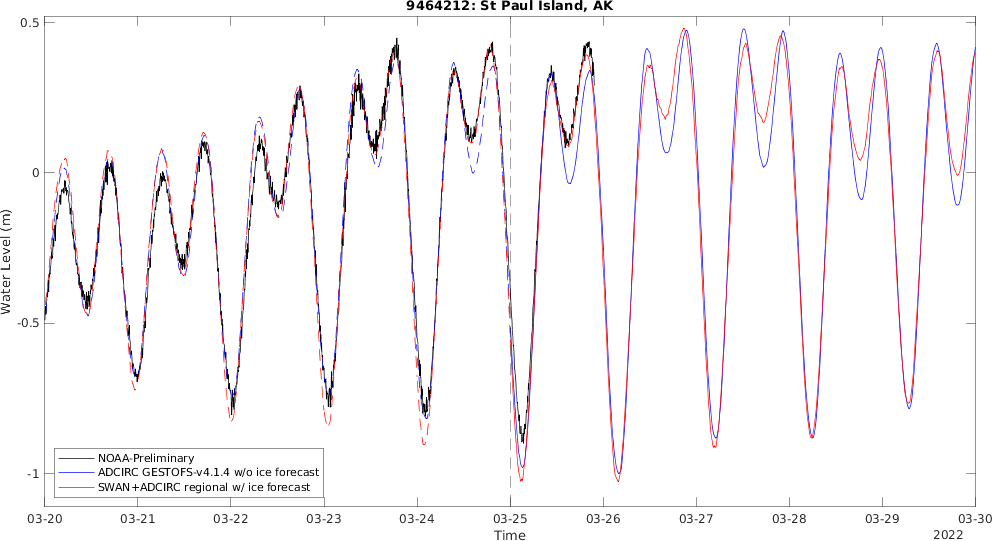 9464212: St Paul Island, AK
0.5
0
-0.5
-1
Water Level (m)
NOAA-Preliminary
ADCIRC GESTOFS-v4.1.4 w/o ice forecast
SWAN+ADCIRC regional w/ ice forecast
03-20 03-21 03-22 03-23 03-24 03-25 03-26 03-27 03-28 03-29 03-30
Time
2022